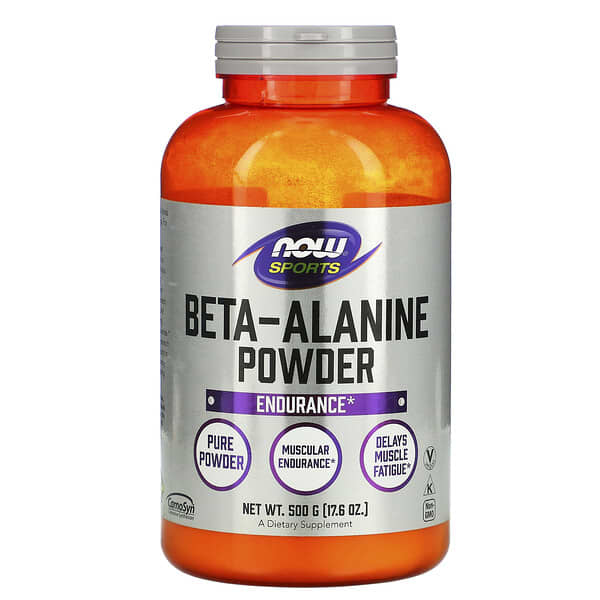 NOW®
SPORTS
BETA-ALANINE
POWDER
ENDURANCE*
PURE
POWDER
MUSCULAR
ENDURANCE*
DELAYS
MUSCLE
FATIGUE*
V
K
Non-
GMO
CarnoSyn
NET WT. 500 G (17.6 OZ.)
A Dietary Supplement